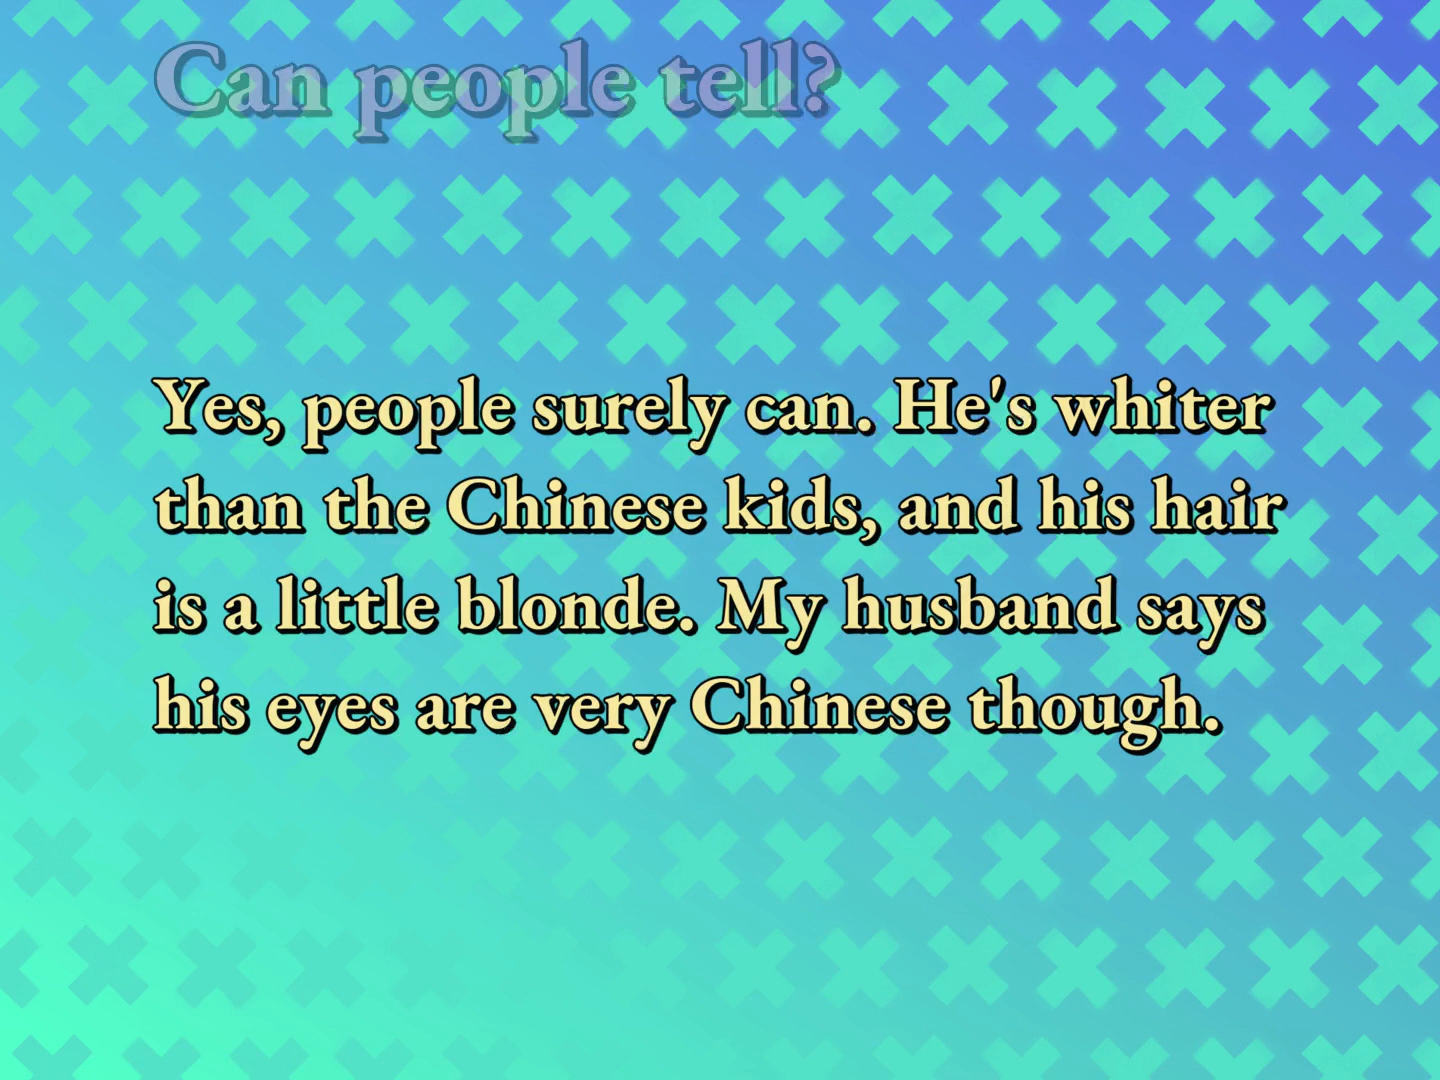 Can people tell?
Yes, people surely can. He's whiter
than the Chinese kids, and his hair
is a little blonde. My husband says
his eyes are very Chinese though.